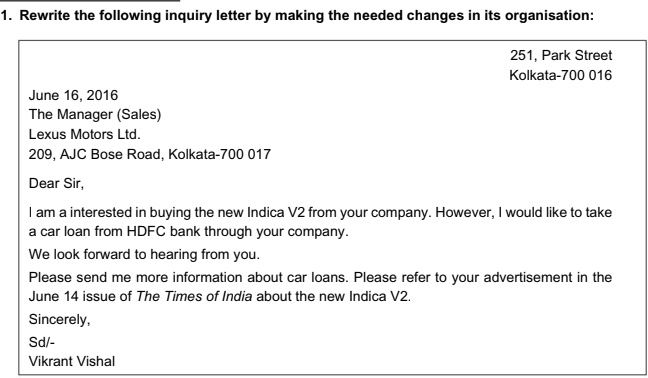 1. Rewrite the following inquiry letter by making the needed changes in its organisation:
251, Park Street
Kolkata-700 016
June 16, 2016
The Manager (Sales)
Lexus Motors Ltd.
209, AJC Bose Road, Kolkata-700 017
Dear Sir,
I am a interested in buying the new Indica V2 from your company. However, I would like to take
a car loan from HDFC bank through your company.
We look forward to hearing from you.
Please send me more information about car loans. Please refer to your advertisement in the
June 14 issue of The Times of India about the new Indica V2.
Sincerely,
Sd/-
Vikrant Vishal